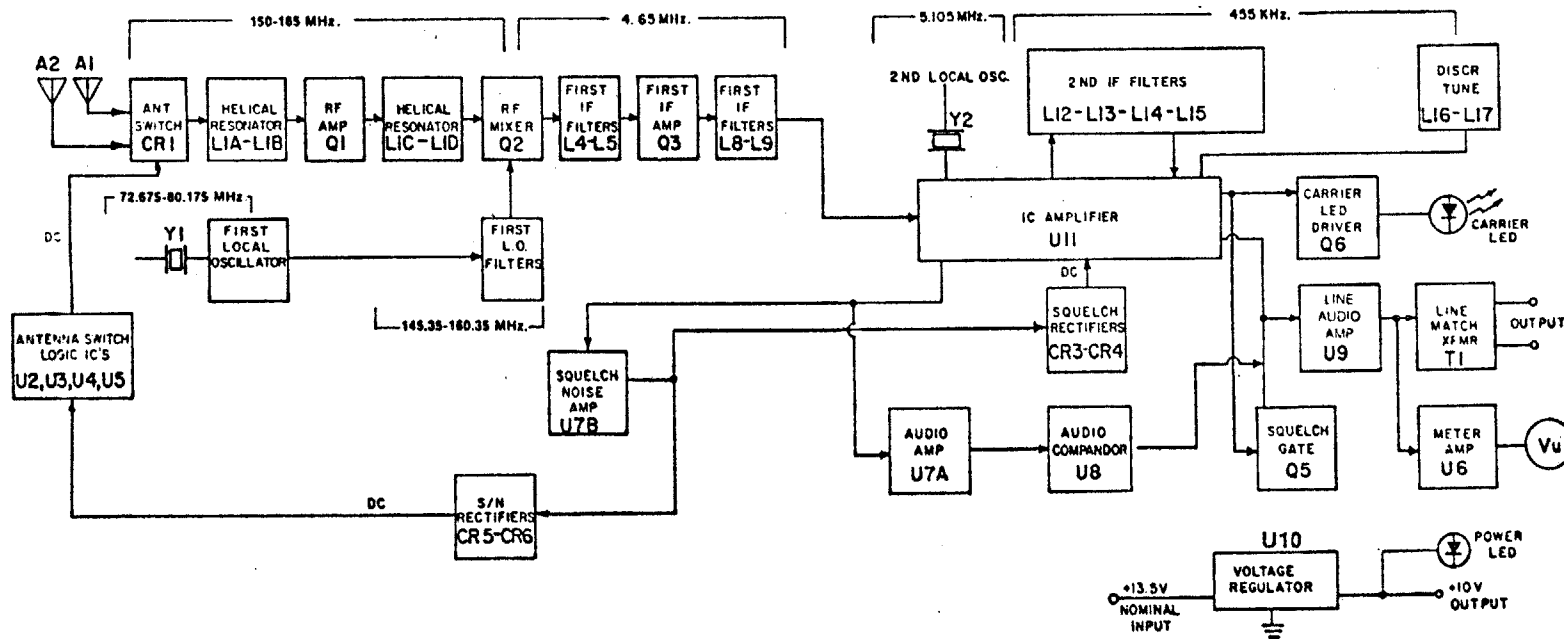 150-185 MHz.
4.65 MHz.
5.105 MHz.
455 KHz.
A2 A1
ANT
SWITCH
CR1
HELICAL
RESONATOR
L1A-L1B
RF
AMP
Q1
HELICAL
RESONATOR
L1C-L1D
RF
MIXER
Q2
FIRST
IF
FILTERS
L4-L5
FIRST
IF
AMP
Q3
FIRST
IF
FILTERS
L8-L9
2ND LOCAL OSC.
Y2
2ND IF FILTERS
L12-L13-L14-L15
DISCR
TUNE
L16-L17
72.675-80.175 MHz.
DC
Y1
FIRST
LOCAL
OSCILLATOR
FIRST
L.O.
FILTERS
145.35-160.35 MHz.
IC AMPLIFIER
U11
CARRIER
LED
DRIVER
Q6
CARRIER
LED
DC
ANTENNA SWITCH
LOGIC IC'S
U2,U3,U4,U5
SQUELCH
NOISE
AMP
U7B
SQUELCH
RECTIFIERS
CR3-CR4
LINE
AUDIO
AMP
U9
LINE
MATCH
XFMR
T1
OUTPUT
AUDIO
AMP
U7A
AUDIO
COMPANDOR
U8
SQUELCH
GATE
Q5
METER
AMP
U6
Vu
DC
S/N
RECTIFIERS
CR5-CR6
U10
VOLTAGE
REGULATOR
+13.5V
NOMINAL
INPUT
POWER
LED
+10V
OUTPUT